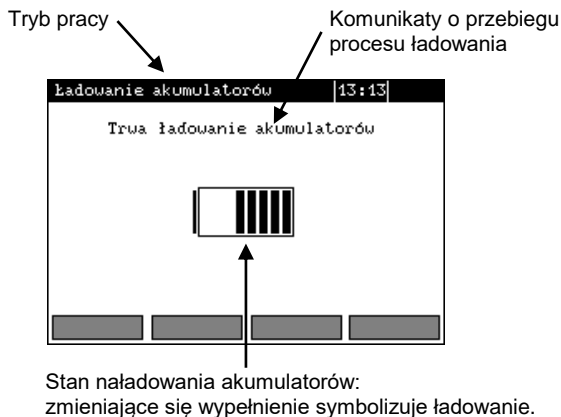 Tryb pracy
Komunikaty o przebiegu
procesu ładowania
Ładowanie akumulatorów 13:13
Trwa ładowanie akumulatorów
Stan naładowania akumulatorów:
zmieniające się wypełnienie symbolizuje ładowanie.